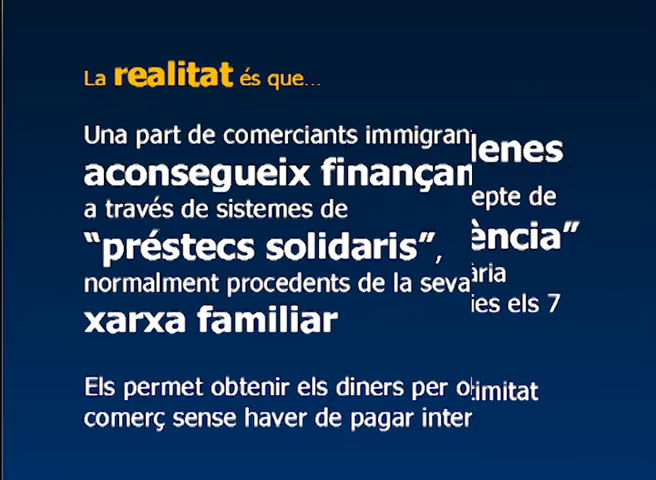 La realitat és que...
Una part de comerciants immigran
lenes
aconsegueix finançan
epte de
a través de sistemes de
ència”
“préstecs solidaris”,
ària
normalment procedents de la seva
ies els 7
xarxa familiar
Els permet obtenir els diners per o
timitat
comerç sense haver de pagar inter